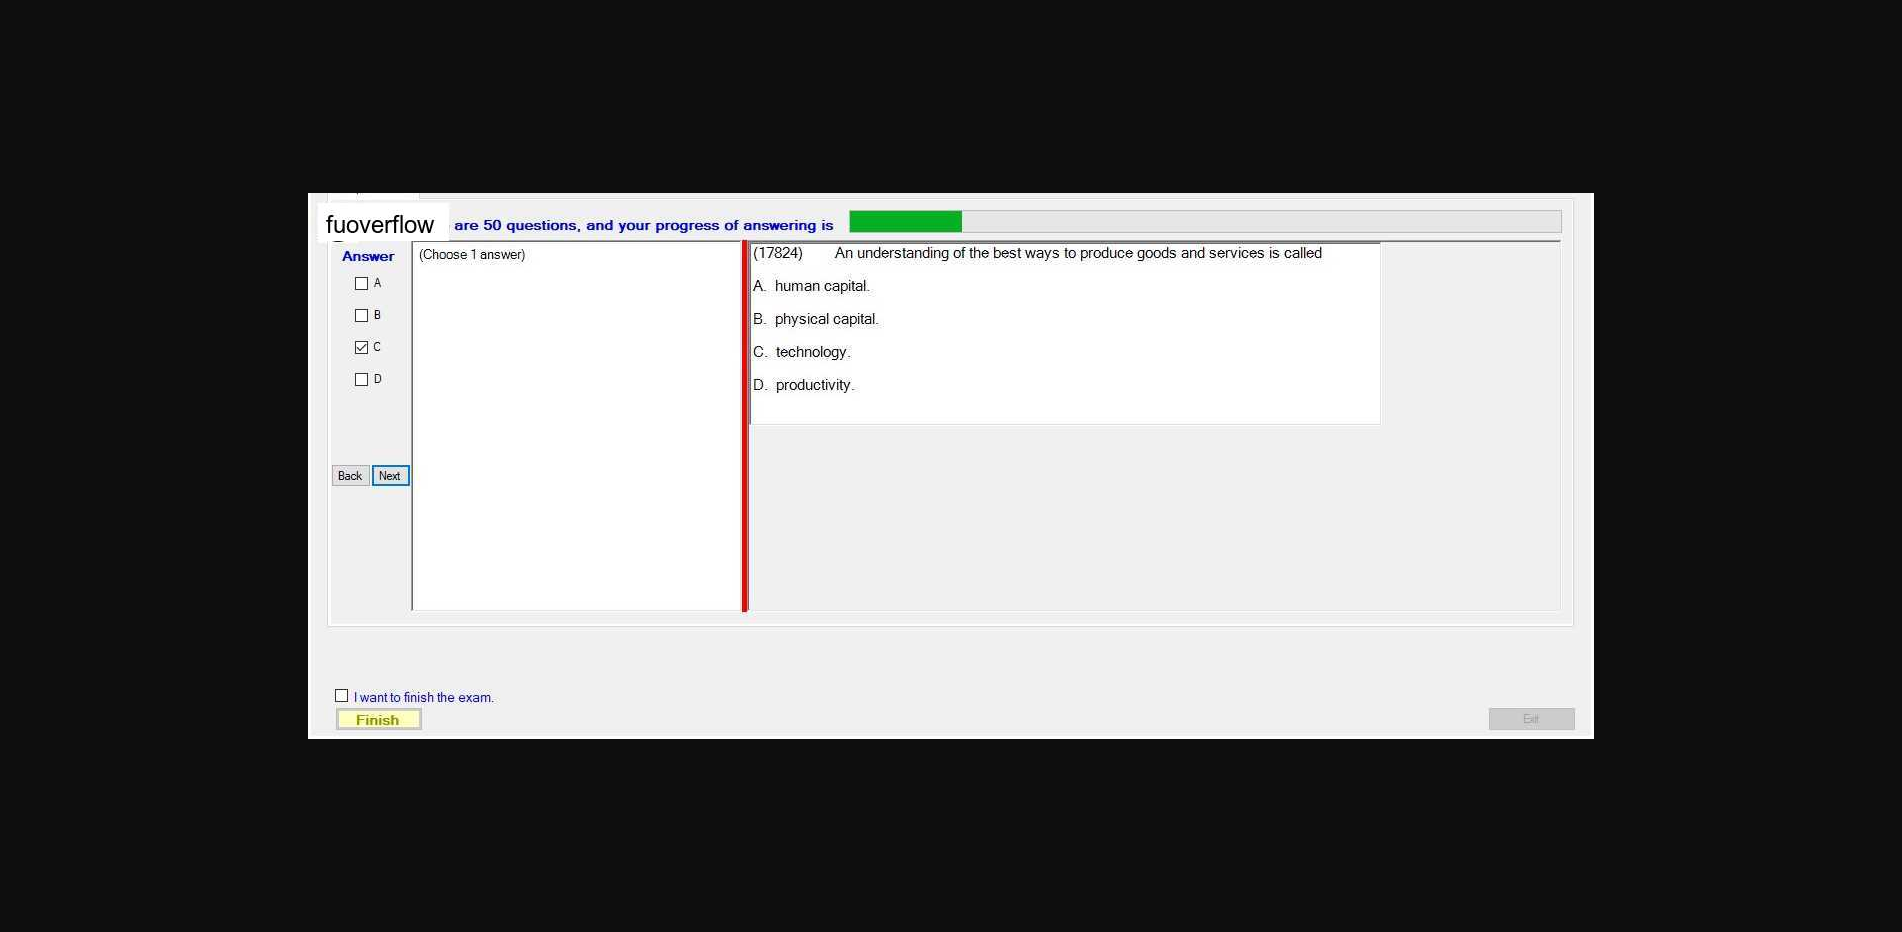 fuoverflow are 50 questions, and your progress of answering is
Answer
A
B
C
D
Back Next
(Choose 1 answer)
(17824) An understanding of the best ways to produce goods and services is called
A. human capital.
B. physical capital.
C. technology.
D. productivity.
I want to finish the exam.
Finish
Exit